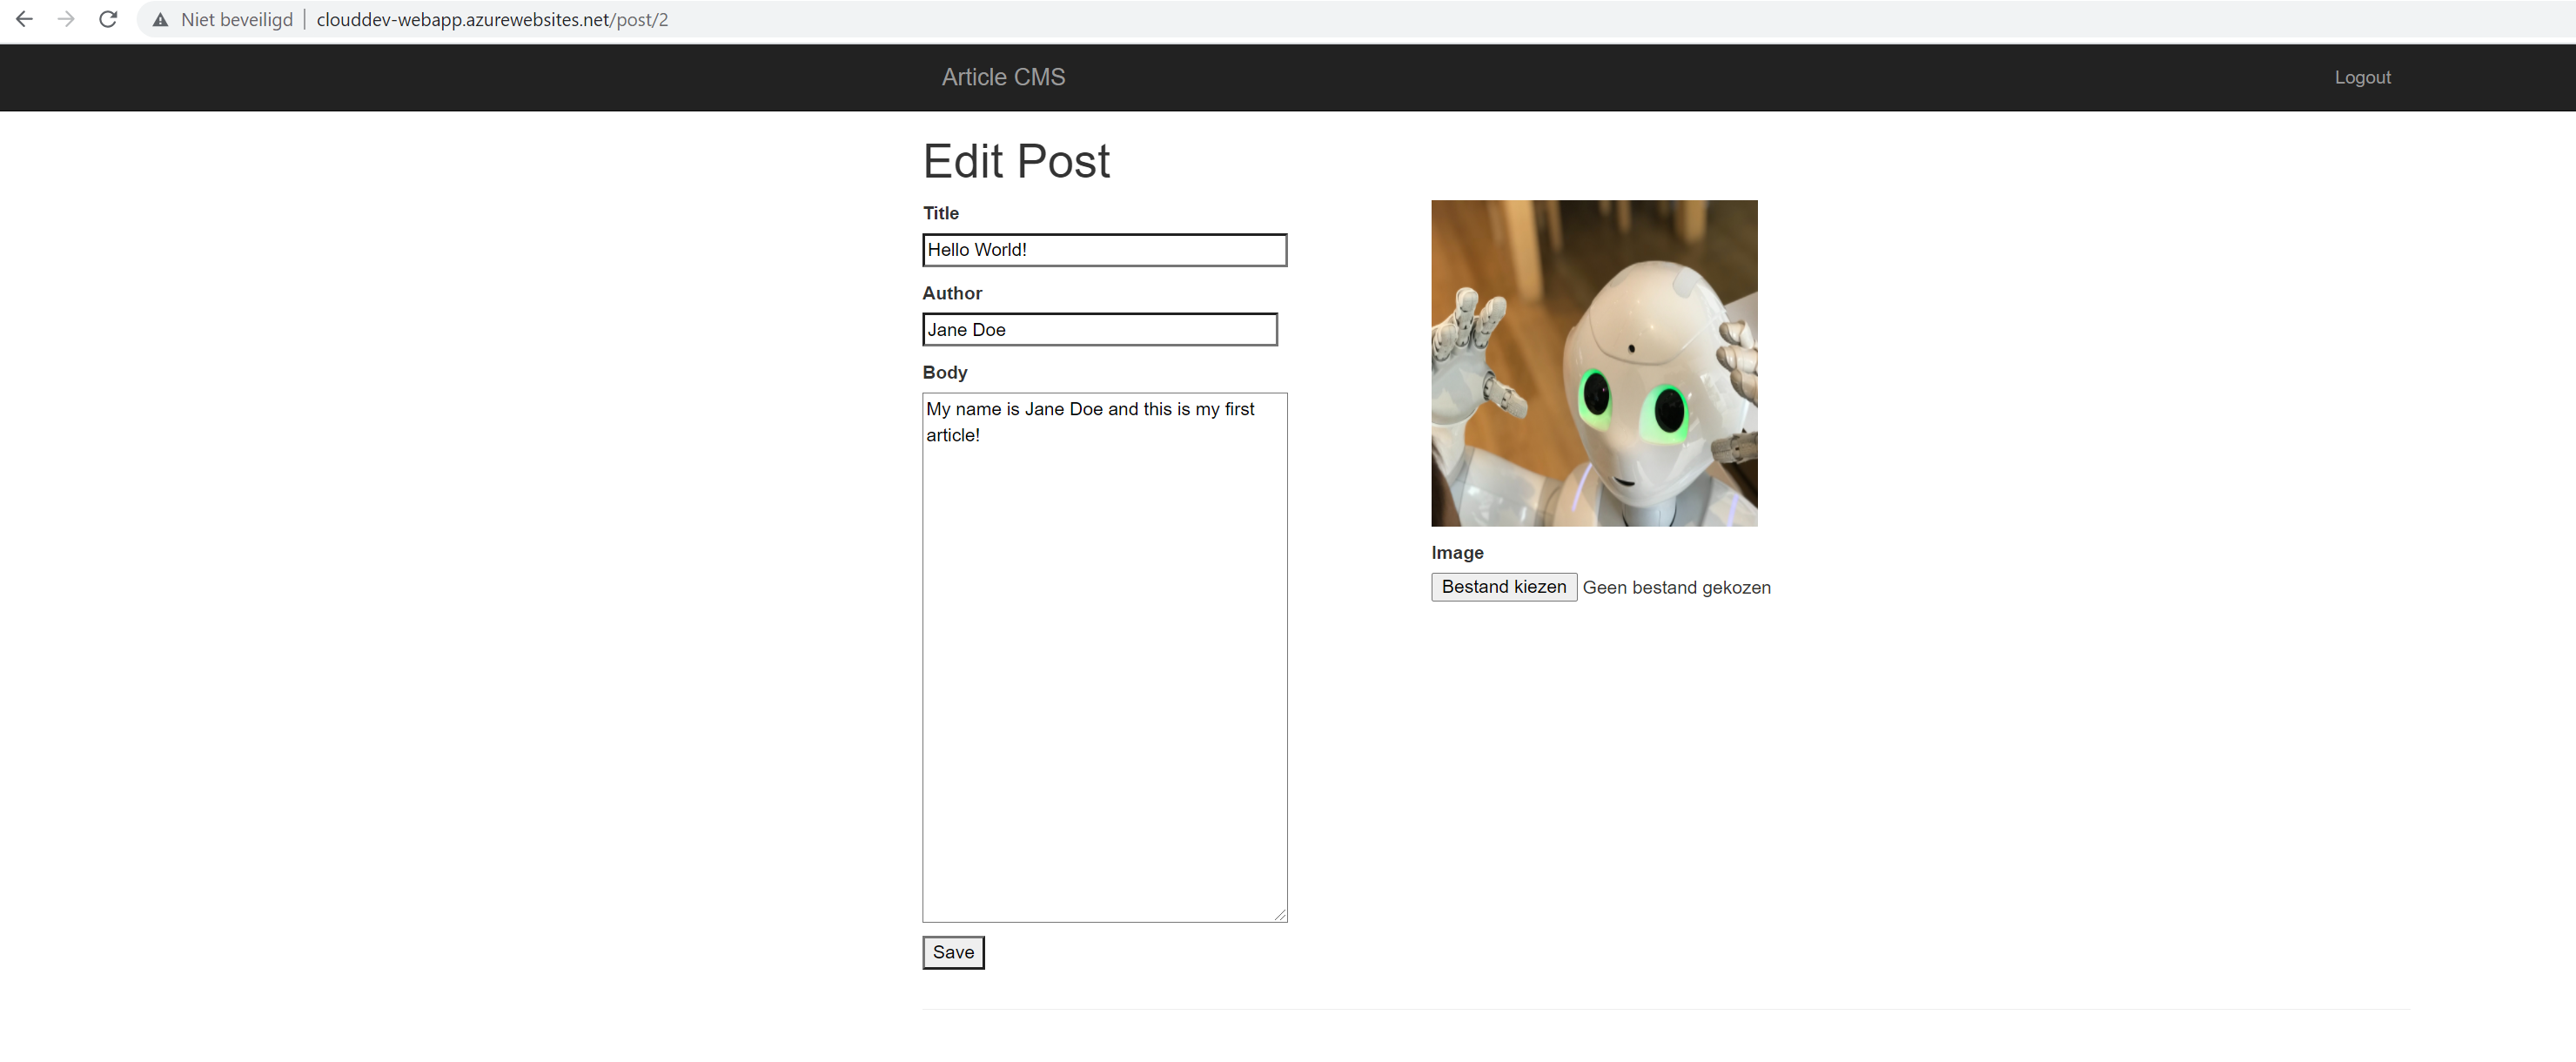 Niet beveiligd | clouddev-webapp.azurewebsites.net/post/2
Article CMS
Logout
Edit Post
Title
Hello World!
Author
Jane Doe
Body
My name is Jane Doe and this is my first
article!
Image
Bestand kiezen Geen bestand gekozen
Save